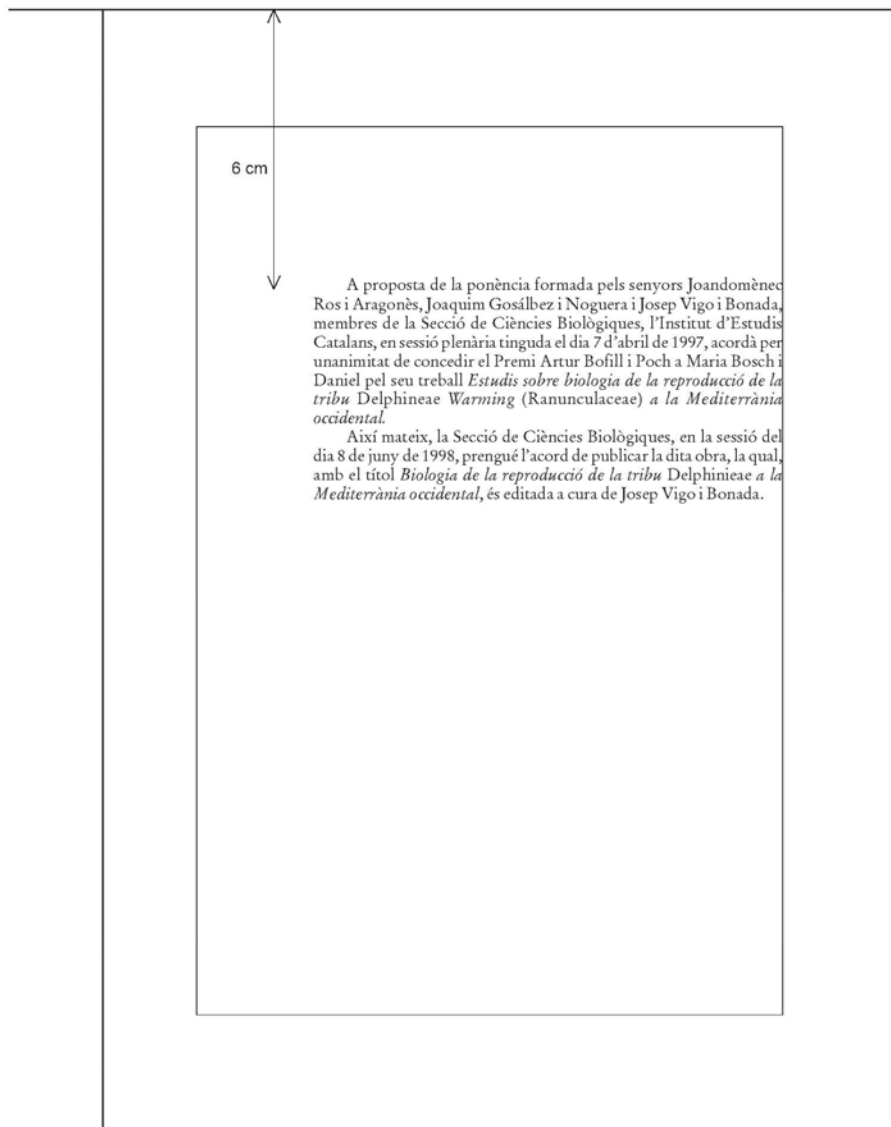 6 cm
A proposta de la ponència formada pels senyors Joandomènec
Ros i Aragonès, Joaquim Gosálbez i Noguera i Josep Vigo i Bonada,
membres de la Secció de Ciències Biològiques, l’Institut d’Estudis
Catalans, en sessió plenària tinguda el dia 7 d’abril de 1997, acordà per
unanimitat de concedir el Premi Artur Bofill i Poch a Maria Bosch i
Daniel pel seu treball Estudis sobre biologia de la reproducció de la
tribu Delphineae Warming (Ranunculaceae) a la Mediterrània
occidental.
Així mateix, la Secció de Ciències Biològiques, en la sessió del
dia 8 de juny de 1998, prengué l’acord de publicar la dita obra, la qual,
amb el títol Biologia de la reproducció de la tribu Delphinieae a la
Mediterrània occidental, és editada a cura de Josep Vigo i Bonada.